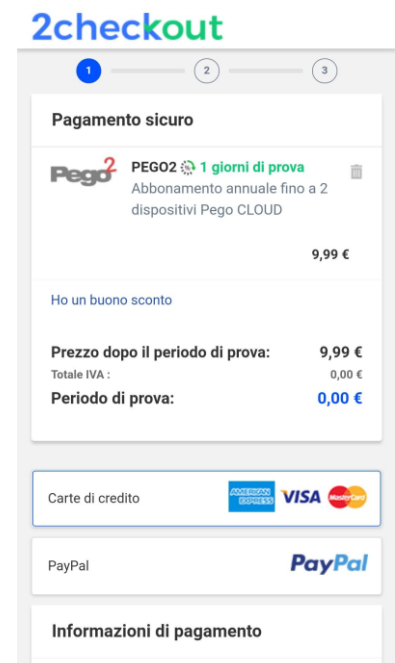 2checkout
1 2 3
Pagamento sicuro
Pego2
PEGO2 1 giorni di prova
Abbonamento annuale fino a 2
dispositivi Pego CLOUD
9,99 €
Ho un buono sconto
Prezzo dopo il periodo di prova: 9,99 €
Totale IVA : 0,00 €
Periodo di prova: 0,00 €
Carte di credito AMERICAN EXPRESS VISA MasterCard
PayPal PayPal
Informazioni di pagamento